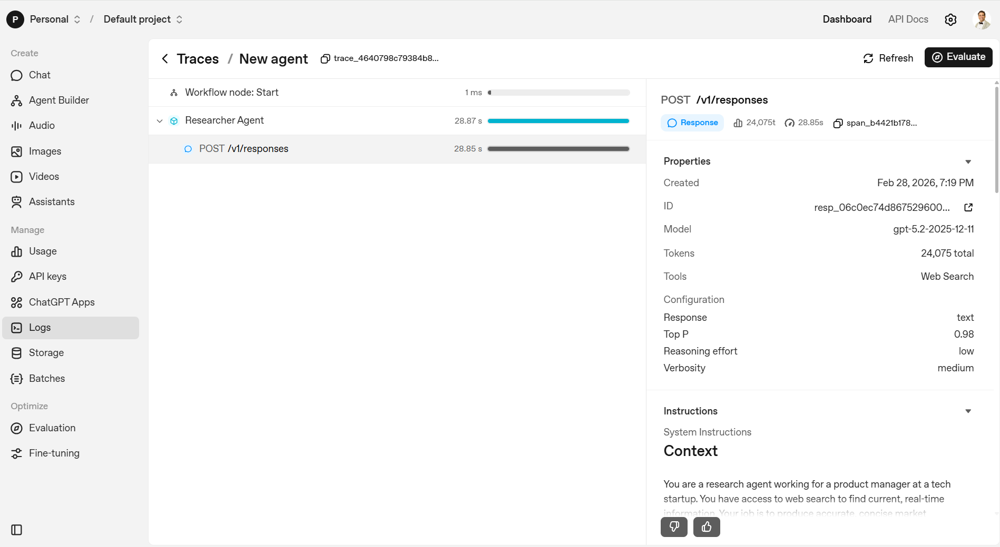 P Personal / Default project
Dashboard API Docs
Create
Chat
Agent Builder
Audio
Images
Videos
Assistants
Manage
Usage
API keys
ChatGPT Apps
Logs
Storage
Batches
Optimize
Evaluation
Fine-tuning
Traces / New agent trace_4640798c79384b8...
Refresh Evaluate
Workflow node: Start 1 ms
Researcher Agent 28.87 s
POST /v1/responses 28.85 s
POST /v1/responses
Response 24,075t 28.85s span_b4421b178...
Properties
Created Feb 28, 2026, 7:19 PM
ID resp_06c0ec74d867529600...
Model gpt-5.2-2025-12-11
Tokens 24,075 total
Tools Web Search
Configuration
Response text
Top P 0.98
Reasoning effort low
Verbosity medium
Instructions
System Instructions
Context
You are a research agent working for a product manager at a tech
startup. You have access to web search to find current, real-time
information. Your job is to produce accurate, concise market